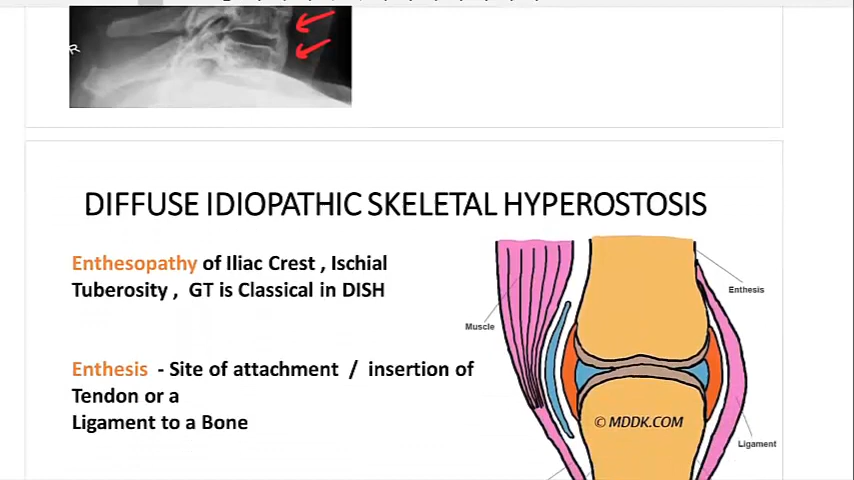 R
DIFFUSE IDIOPATHIC SKELETAL HYPEROSTOSIS
Enthesopathy of Iliac Crest , Ischial
Tuberosity , GT is Classical in DISH
Enthesis - Site of attachment / insertion of
Tendon or a
Ligament to a Bone
Enthesis
Muscle
© MDDK.COM
Ligament